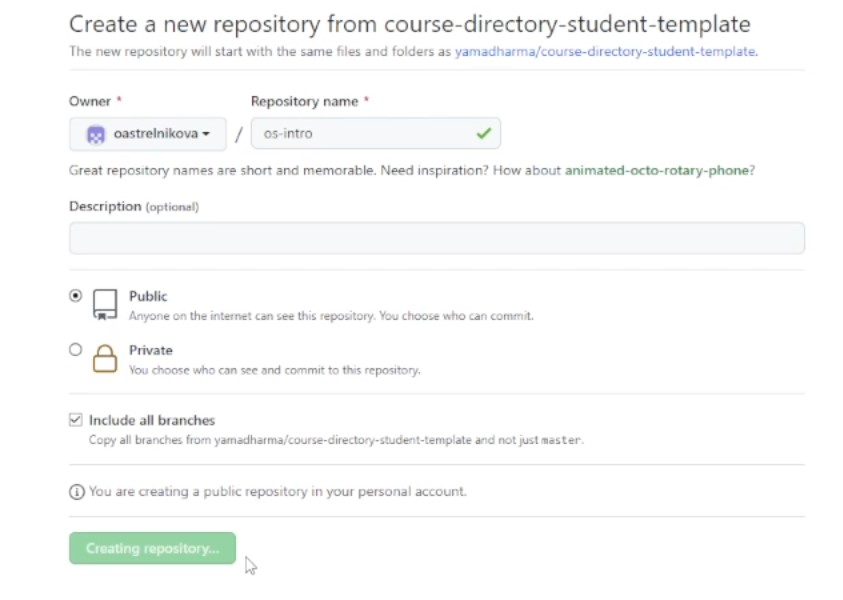 Create a new repository from course-directory-student-template
The new repository will start with the same files and folders as yamadharma/course-directory-student-template.
Owner * Repository name *
oastrelnikova / os-intro
Great repository names are short and memorable. Need inspiration? How about animated-octo-rotary-phone?
Description (optional)
Public
Anyone on the internet can see this repository. You choose who can commit.
Private
You choose who can see and commit to this repository.
Include all branches
Copy all branches from yamadharma/course-directory-student-template and not just master.
You are creating a public repository in your personal account.
Creating repository...